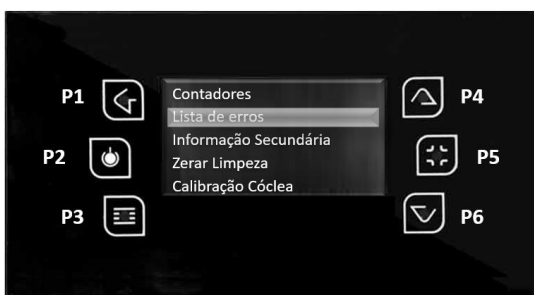 P1
P2
P3
Contadores
Lista de erros
Informação Secundária
Zerar Limpeza
Calibração Cóclea
P4
P5
P6